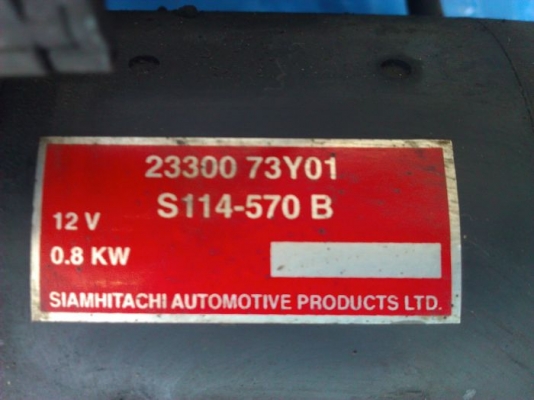 23300 73Y01
S114-570 B
12 V
0.8 KW
SIAMHITACHI AUTOMOTIVE PRODUCTS LTD.